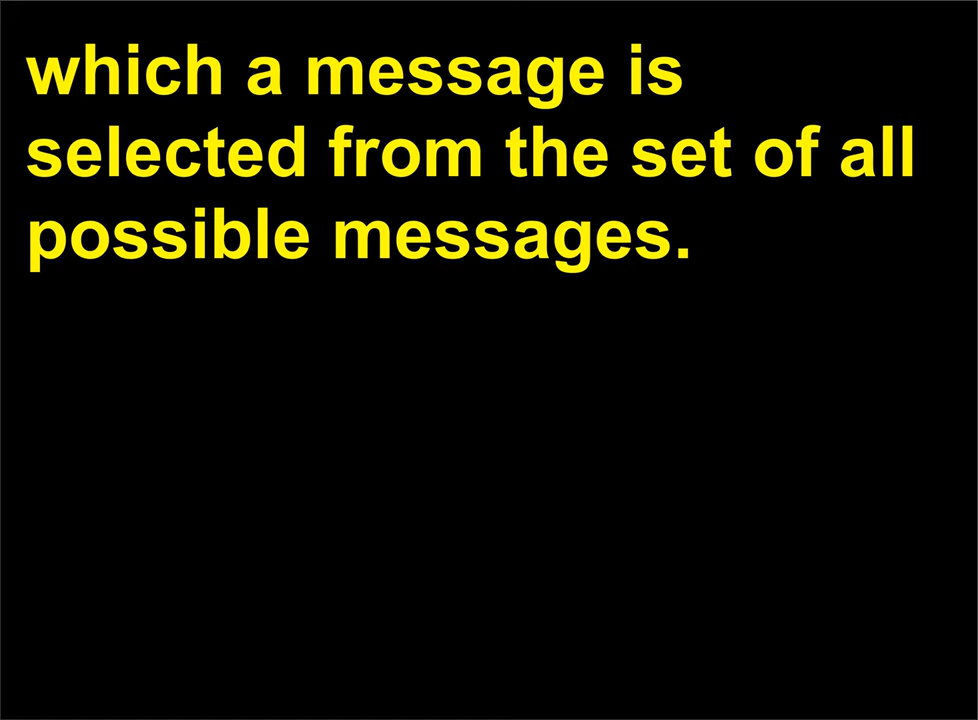 which a message is
selected from the set of all
possible messages.